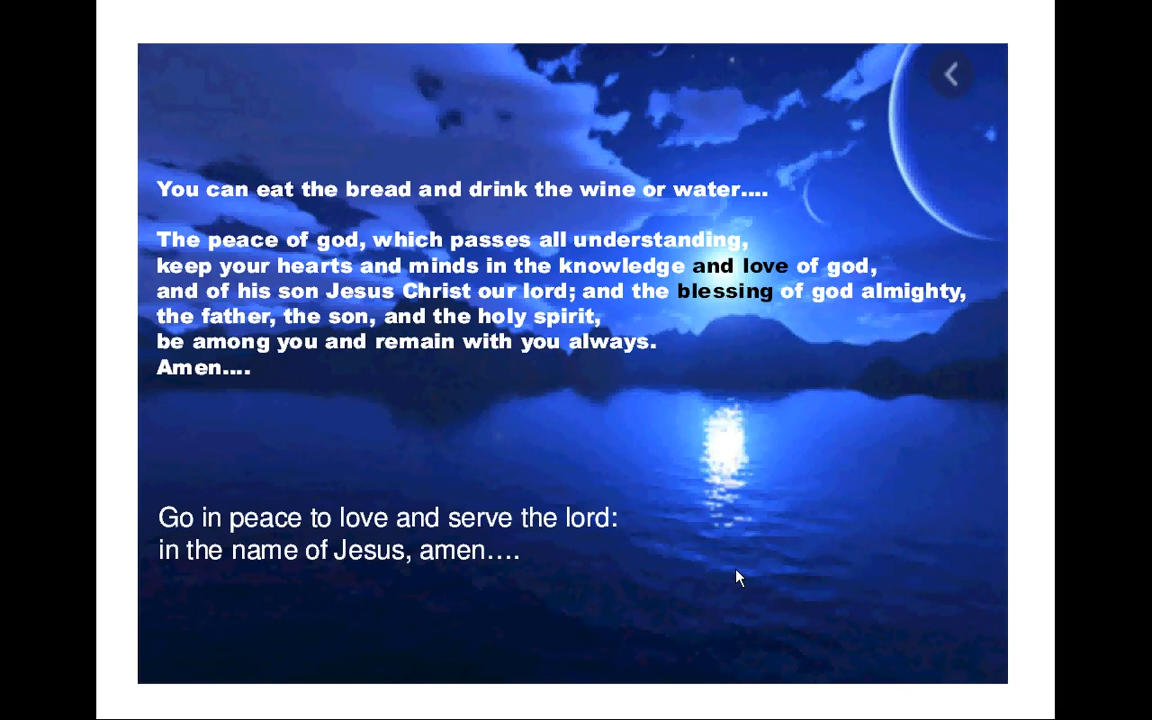 You can eat the bread and drink the wine or water....
The peace of god, which passes all understanding,
keep your hearts and minds in the knowledge and love of god,
and of his son Jesus Christ our lord; and the blessing of god almighty,
the father, the son, and the holy spirit,
be among you and remain with you always.
Amen....
Go in peace to love and serve the lord:
in the name of Jesus, amen….